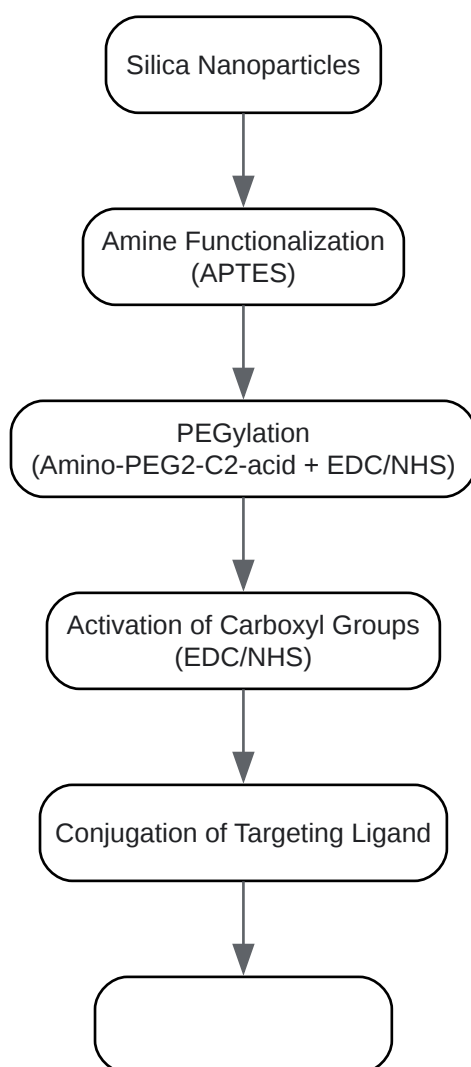 Silica Nanoparticles
Amine Functionalization
(APTES)
PEGylation
(Amino-PEG2-C2-acid + EDC/NHS)
Activation of Carboxyl Groups
(EDC/NHS)
Conjugation of Targeting Ligand